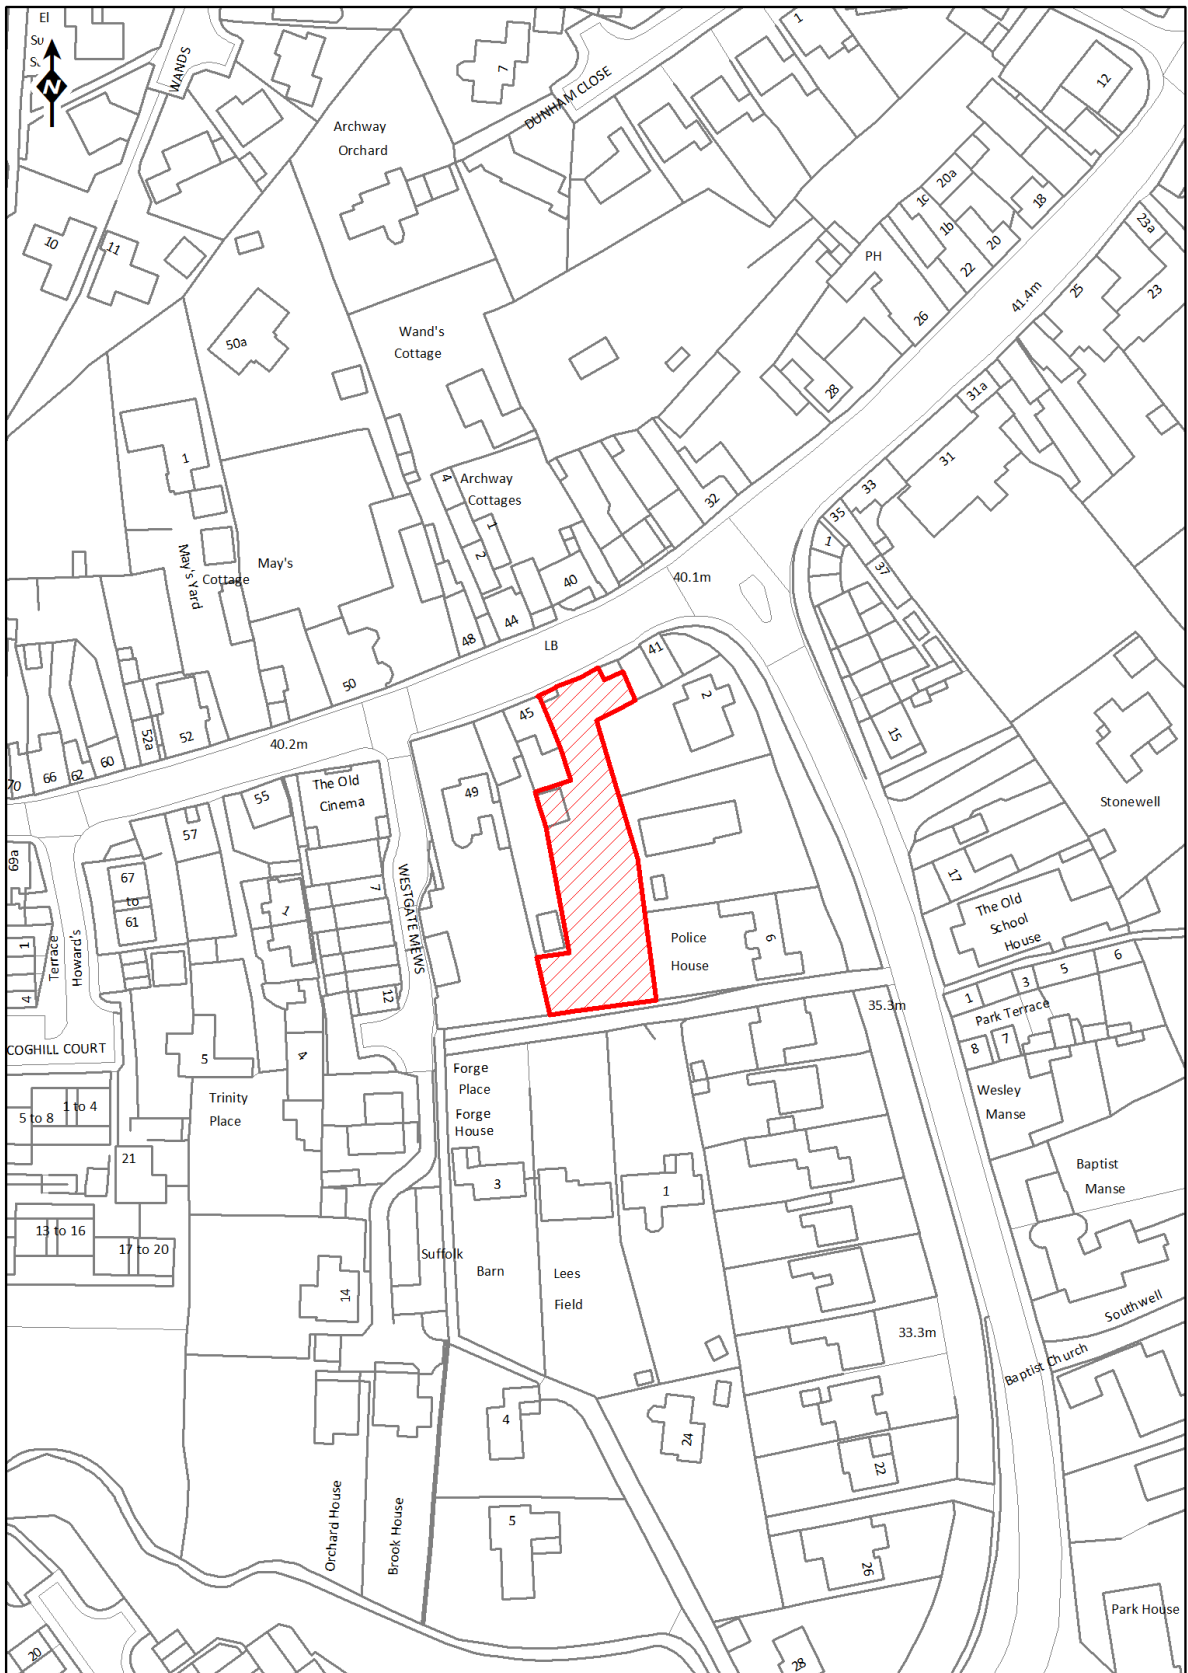 El
Su
N
WANDS
7
1
12
DUNHAM CLOSE
Archway
Orchard
10
11
20a
1c
1b
18
20
22
PH
26
23a
23
25
41.4m
50a
Wand's
Cottage
28
31a
31
1
4
Archway
Cottages
1
2
32
33
35
1
37
May's Yard
May's
Cottage
40
40.1m
48
44
LB
41
50
45
2
15
52a
52
40.2m
70
66
62
60
55
The Old
Cinema
49
Stonewell
57
69a
67
to
61
7
1
WESTGATE MEWS
17
The Old
School
House
Police
House
6
1
4
Terrace
Howard's
12
1
3
5
6
Park Terrace
35.3m
8
7
COGHILL COURT
5
4
Forge
Place
Forge
House
Wesley
Manse
Trinity
Place
1 to 4
5 to 8
21
3
1
Baptist
Manse
13 to 16
17 to 20
Suffolk
Barn
Lees
Field
14
Southwell
33.3m
Baptist Church
4
24
22
Orchard House
Brook House
5
26
Park House
20
28